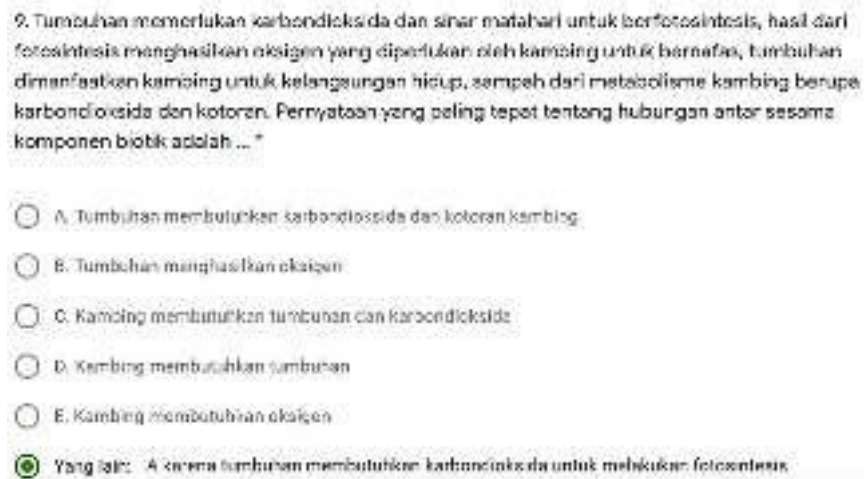 9. Tumbuhan memerlukan karbondioksida dan sinar matahari untuk berfotosintesis, hasil dari
fotosintesis menghasilkan oksigen yang diperlukan oleh kambing untuk bernafas, tumbuhan
dimanfaatkan kambing untuk kelangsungan hidup, sampah dari metabolisme kambing berupa
karbondioksida dan kotoran. Pernyataan yang paling tepat tentang hubungan antar sesama
komponen biotik adalah ... *
A. Tumbuhan membutuhkan karbondioksida dan kotoran kambing
B. Tumbuhan menghasilkan oksigen
C. Kambing membutuhkan tumbuhan dan karbondioksida
D. Kambing membutuhkan tumbuhan
E. Kambing membutuhkan oksigen
Yang lain: A karena tumbuhan membutuhkan karbondioksida untuk melakukan fotosintesis